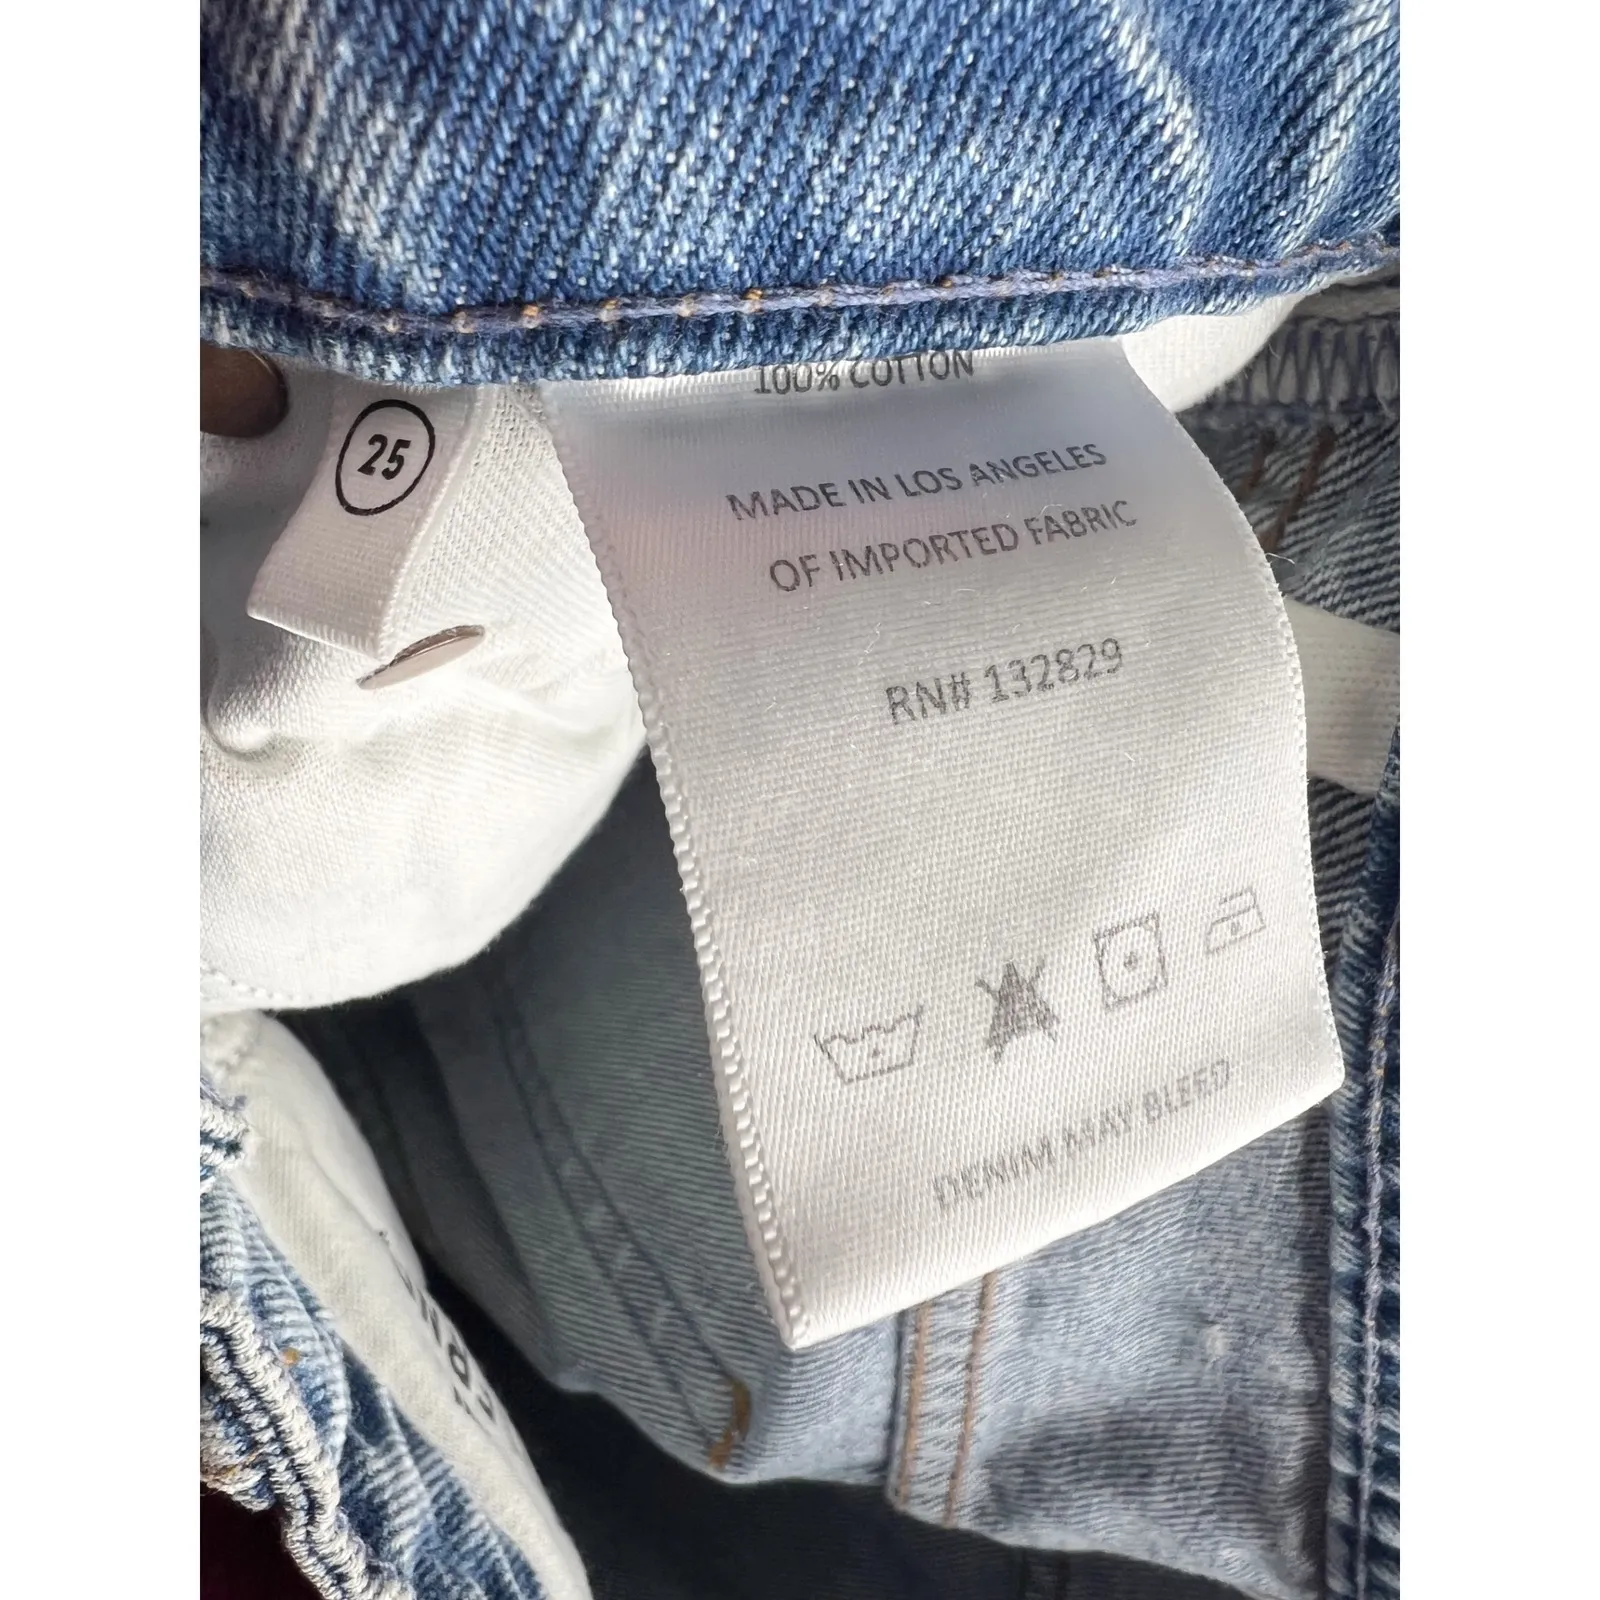 25
100% COTTON
MADE IN LOS ANGELES
OF IMPORTED FABRIC
RN# 132829
DENIM MAY BLEED